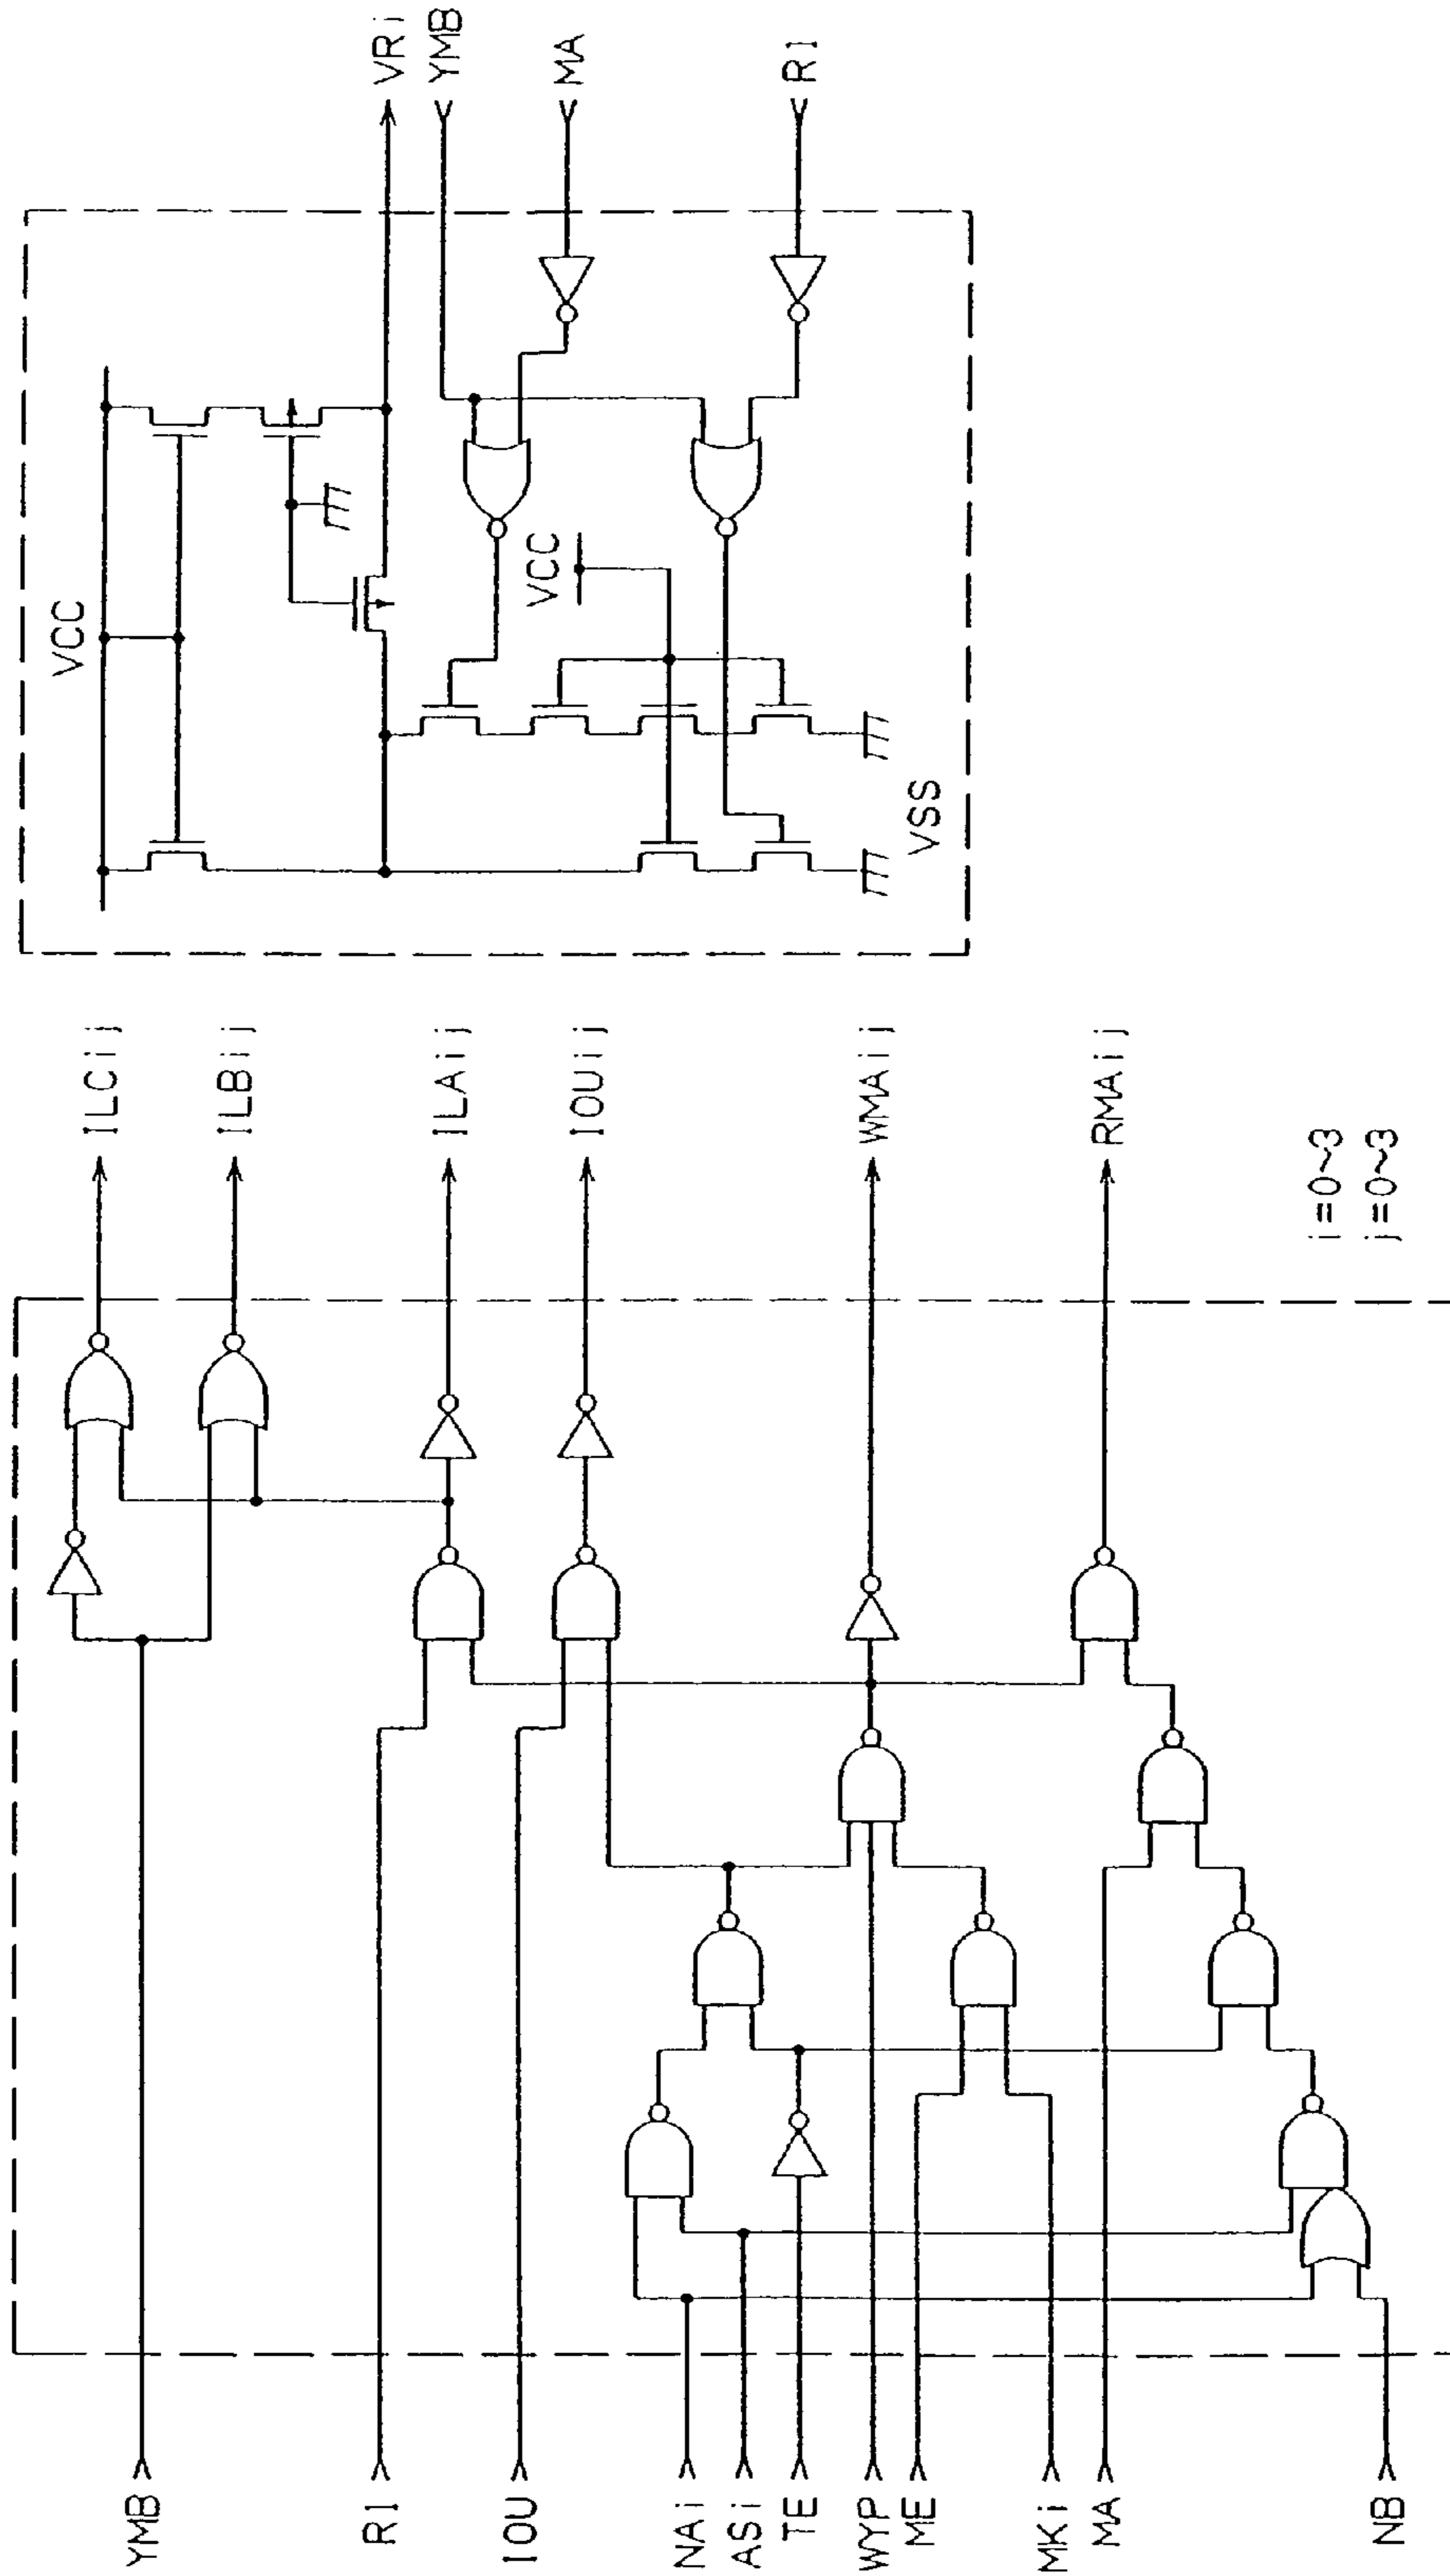 VCC
VRi
YMB
MA
R1
VCC
VSS
ILCij
ILBij
ILAij
IOUij
WMAij
RMAij
i=0~3
j=0~3
YMB
R1
IOU
NAi
ASi
TE
WYP
ME
MKi
MA
NB